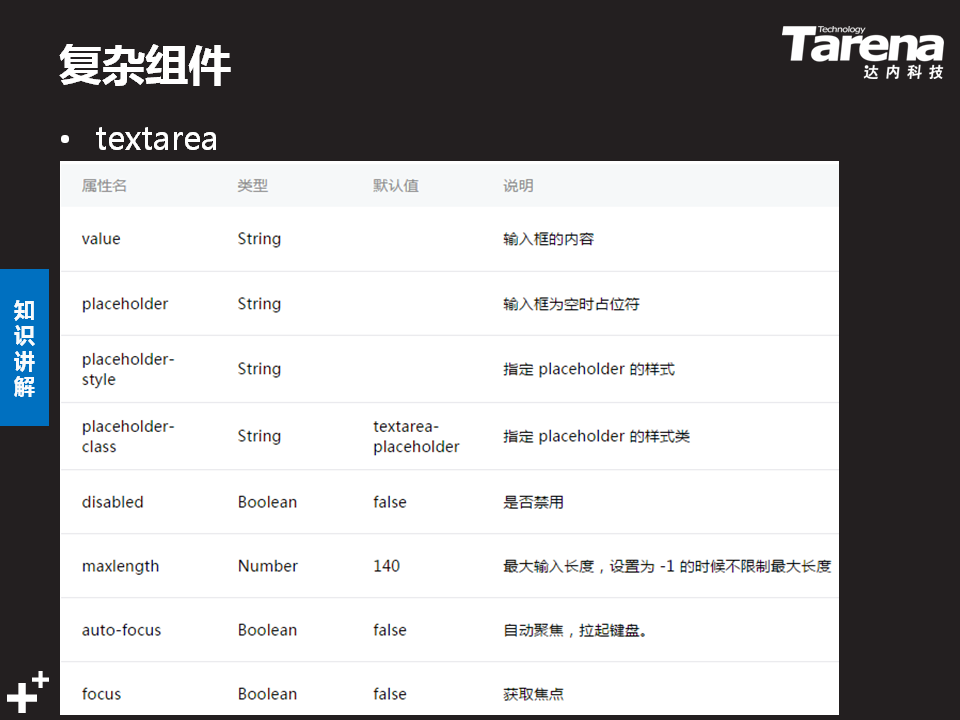 复杂组件
Technology
Tarena
达内科技
• textarea
属性名 类型 默认值 说明
value String 输入框的内容
placeholder String 输入框为空时占位符
placeholder-
style String 指定 placeholder 的样式
placeholder-
class String textarea-
placeholder 指定 placeholder 的样式类
disabled Boolean false 是否禁用
maxlength Number 140 最大输入长度，设置为 -1 的时候不限制最大长度
auto-focus Boolean false 自动聚焦，拉起键盘。
focus Boolean false 获取焦点
知识讲解